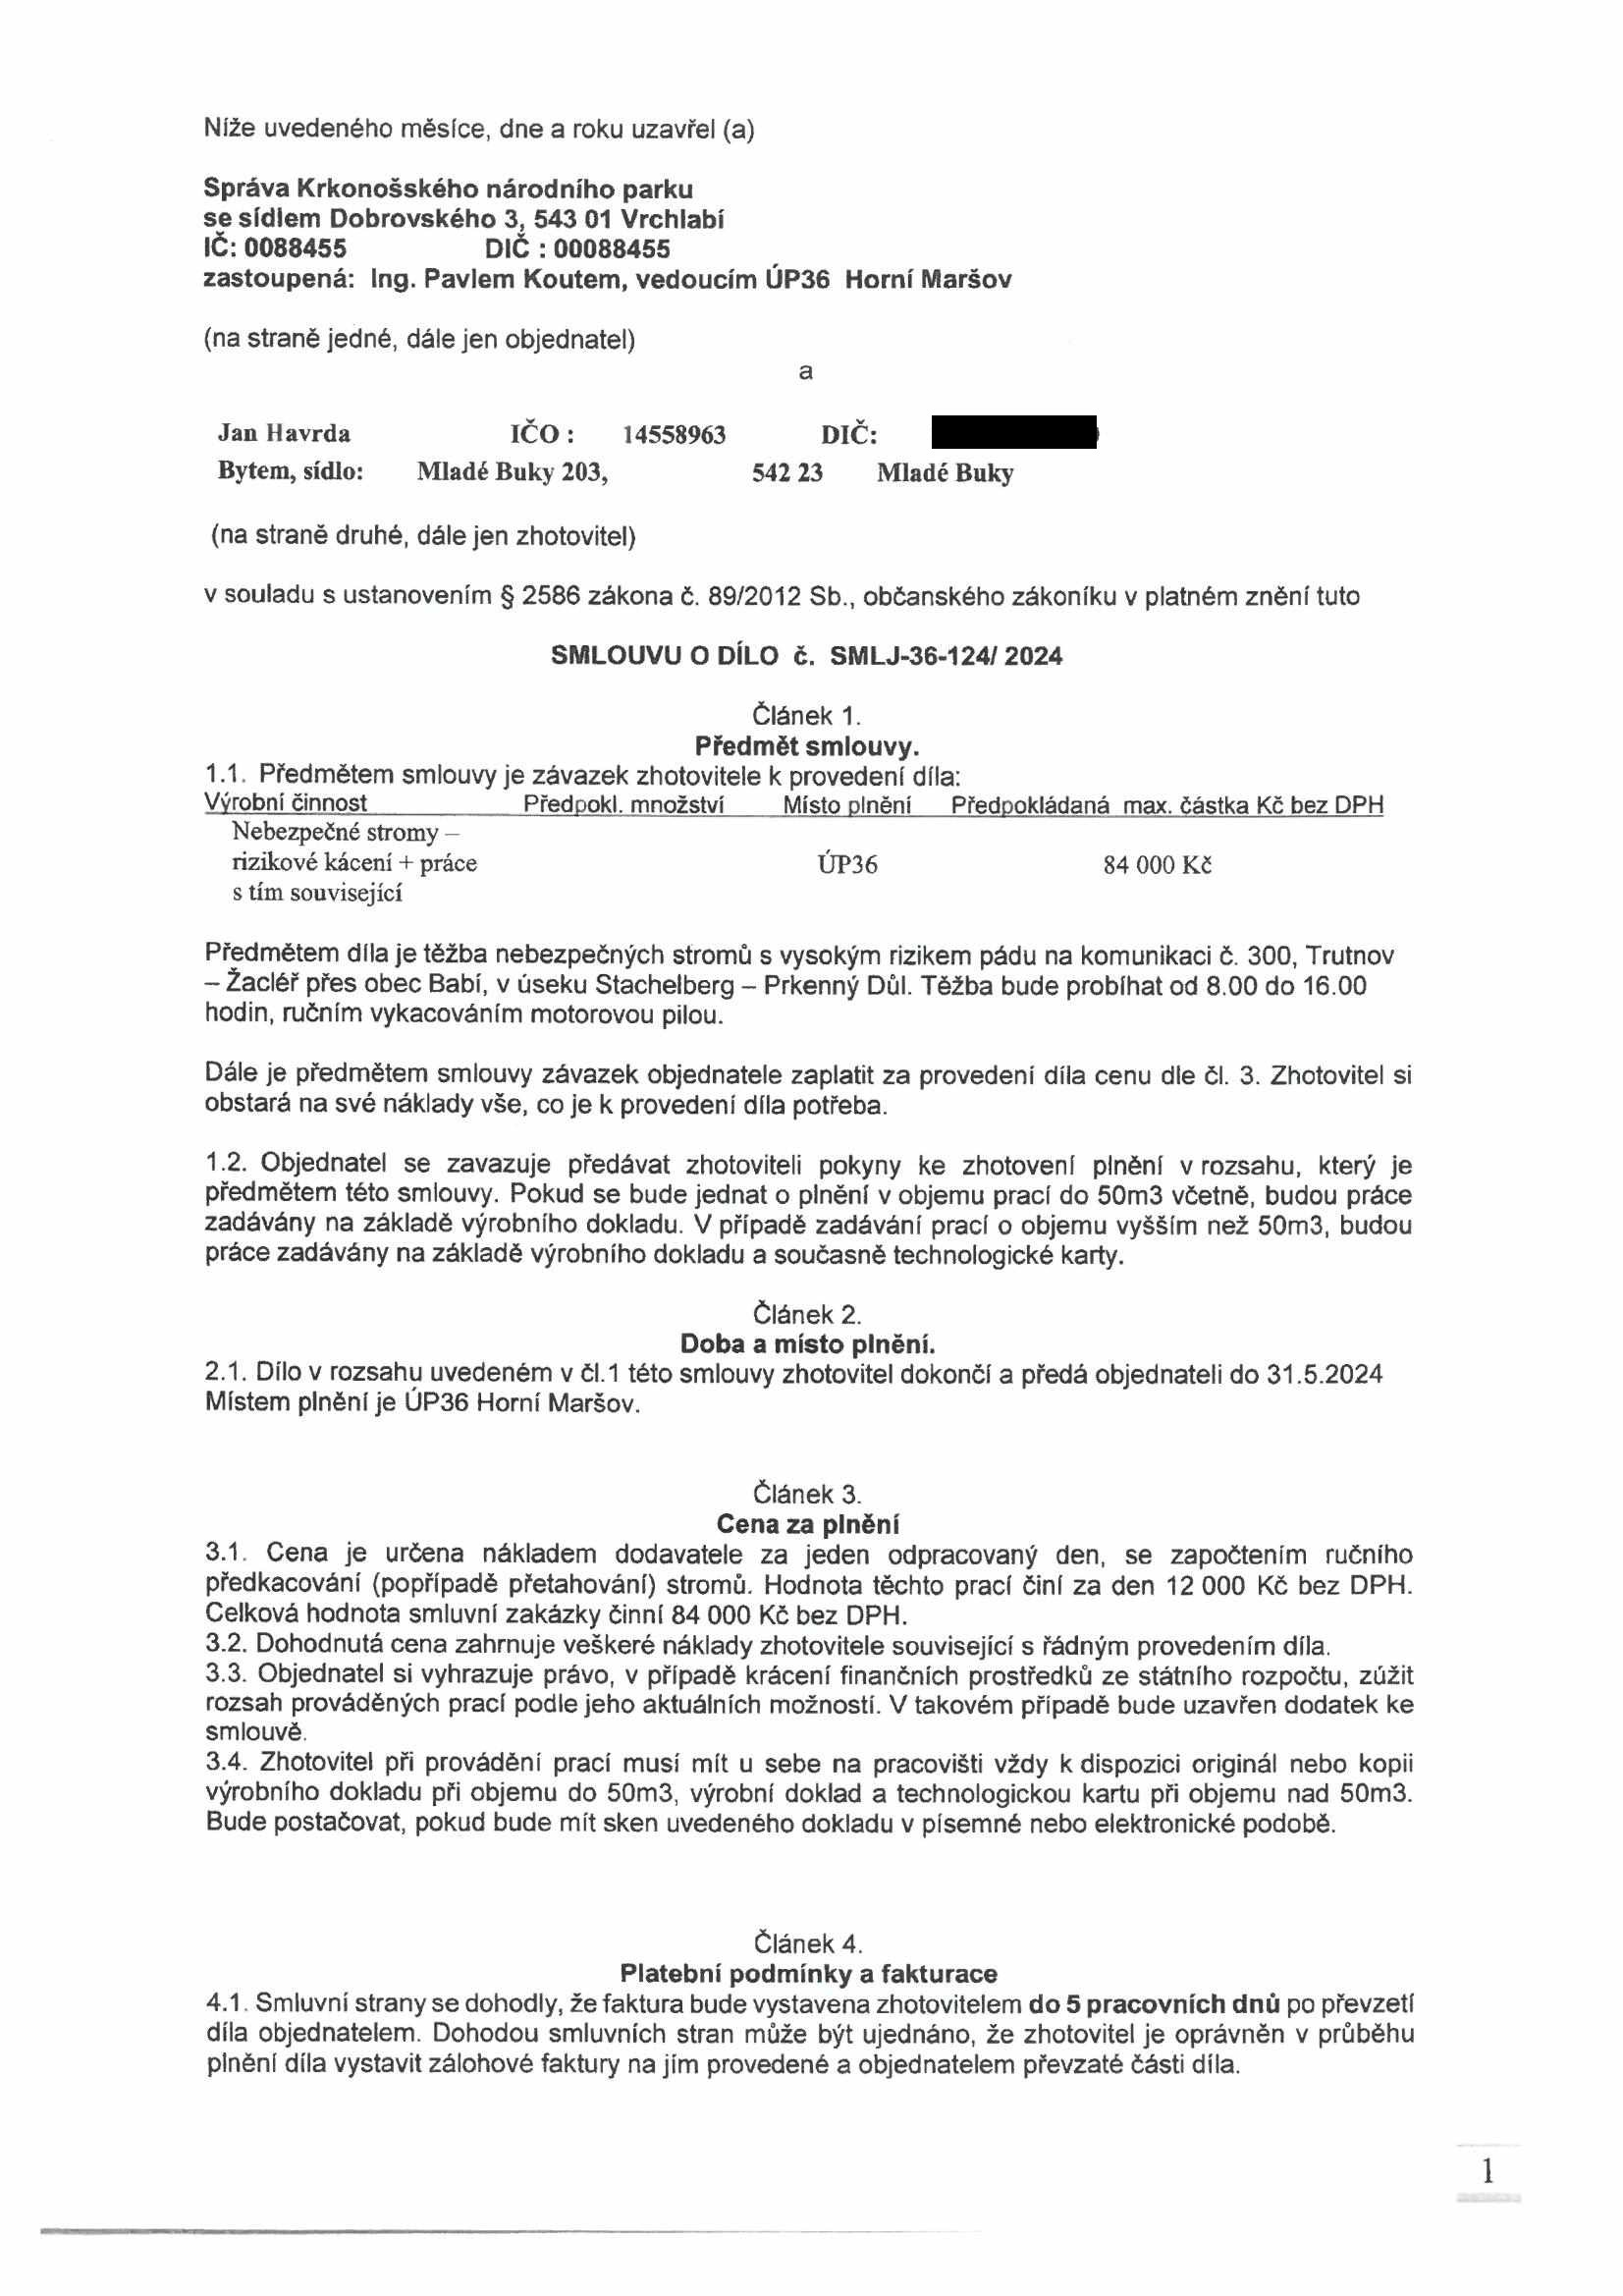 Níže uvedeného měsíce, dne a roku uzavřel (a)
Správa Krkonošského národního parku
se sídlem Dobrovského 3, 543 01 Vrchlabí
IČ: 0088455 DIČ : 00088455
zastoupená: Ing. Pavlem Koutem, vedoucím ÚP36 Horní Maršov
(na straně jedné, dále jen objednatel)
a
Jan Havrda IČO : 14558963 DIČ:
Bytem, sídlo: Mladé Buky 203, 542 23 Mladé Buky
(na straně druhé, dále jen zhotovitel)
v souladu s ustanovením § 2586 zákona č. 89/2012 Sb., občanského zákoníku v platném znění tuto
SMLOUVU O DÍLO č. SMLJ-36-124/ 2024
Článek 1.
Předmět smlouvy.
1.1. Předmětem smlouvy je závazek zhotovitele k provedení díla:
Výrobní činnost Předpokl. množství Místo plnění Předpokládaná max. částka Kč bez DPH
Nebezpečné stromy –
rizikové kácení + práce ÚP36 84 000 Kč
s tím související
Předmětem díla je těžba nebezpečných stromů s vysokým rizikem pádu na komunikaci č. 300, Trutnov
– Žacléř přes obec Babí, v úseku Stachelberg – Prkenný Důl. Těžba bude probíhat od 8.00 do 16.00
hodin, ručním vykacováním motorovou pilou.
Dále je předmětem smlouvy závazek objednatele zaplatit za provedení díla cenu dle čl. 3. Zhotovitel si
obstará na své náklady vše, co je k provedení díla potřeba.
1.2. Objednatel se zavazuje předávat zhotoviteli pokyny ke zhotovení plnění v rozsahu, který je
předmětem této smlouvy. Pokud se bude jednat o plnění v objemu prací do 50m3 včetně, budou práce
zadávány na základě výrobního dokladu. V případě zadávání prací o objemu vyšším než 50m3, budou
práce zadávány na základě výrobního dokladu a současně technologické karty.
Článek 2.
Doba a místo plnění.
2.1. Dílo v rozsahu uvedeném v čl.1 této smlouvy zhotovitel dokončí a předá objednateli do 31.5.2024
Místem plnění je ÚP36 Horní Maršov.
Článek 3.
Cena za plnění
3.1. Cena je určena nákladem dodavatele za jeden odpracovaný den, se započtením ručního
předkacování (popřípadě přetahování) stromů. Hodnota těchto prací činí za den 12 000 Kč bez DPH.
Celková hodnota smluvní zakázky činní 84 000 Kč bez DPH.
3.2. Dohodnutá cena zahrnuje veškeré náklady zhotovitele související s řádným provedením díla.
3.3. Objednatel si vyhrazuje právo, v případě krácení finančních prostředků ze státního rozpočtu, zúžit
rozsah prováděných prací podle jeho aktuálních možností. V takovém případě bude uzavřen dodatek ke
smlouvě.
3.4. Zhotovitel při provádění prací musí mít u sebe na pracovišti vždy k dispozici originál nebo kopii
výrobního dokladu při objemu do 50m3, výrobní doklad a technologickou kartu při objemu nad 50m3.
Bude postačovat, pokud bude mít sken uvedeného dokladu v písemné nebo elektronické podobě.
Článek 4.
Platební podmínky a fakturace
4.1. Smluvní strany se dohodly, že faktura bude vystavena zhotovitelem do 5 pracovních dnů po převzetí
díla objednatelem. Dohodou smluvních stran může být ujednáno, že zhotovitel je oprávněn v průběhu
plnění díla vystavit zálohové faktury na jím provedené a objednatelem převzaté části díla.
1